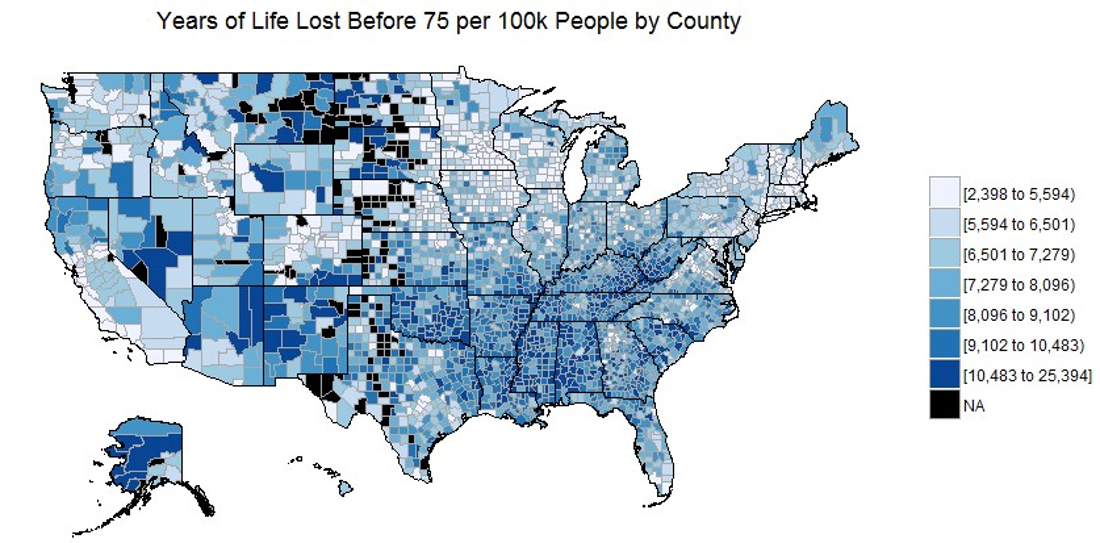 Years of Life Lost Before 75 per 100k People by County
[2,398 to 5,594)
[5,594 to 6,501)
[6,501 to 7,279)
[7,279 to 8,096)
[8,096 to 9,102)
[9,102 to 10,483)
[10,483 to 25,394]
NA